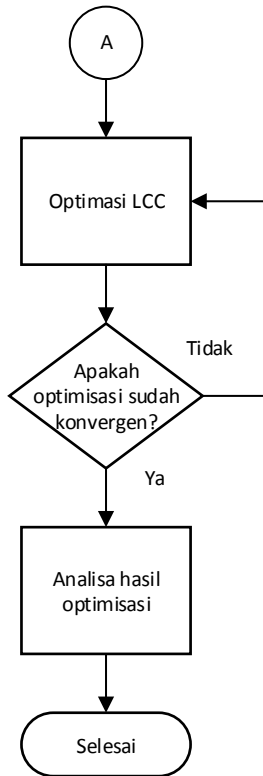 A
Optimasi LCC
Tidak
Apakah
optimisasi sudah
konvergen?
Ya
Analisa hasil
optimisasi
Selesai